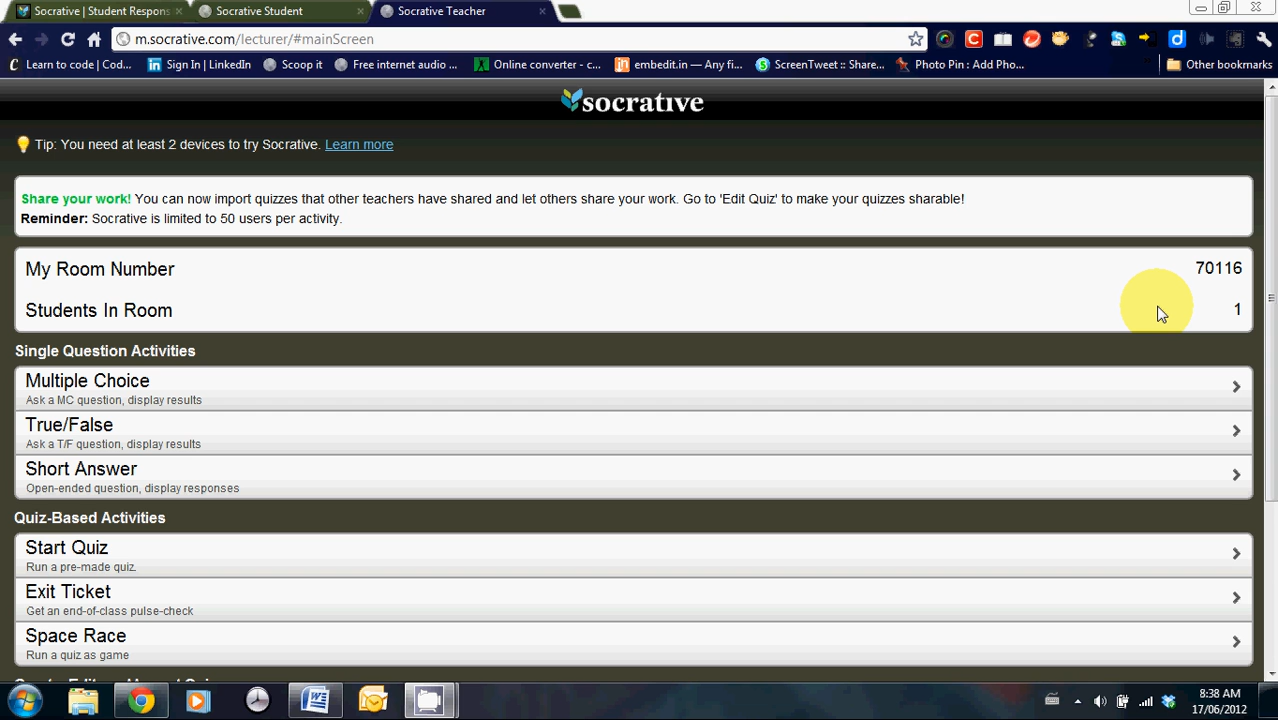 Socrative | Student Respons
Socrative Student
Socrative Teacher
m.socrative.com/lecturer/#mainScreen
Learn to code | Cod...
Sign In | LinkedIn
Scoop it
Free internet audio ...
Online converter - c...
embedit.in — Any fi...
ScreenTweet :: Share...
Photo Pin : Add Pho...
Other bookmarks
socrative
Tip: You need at least 2 devices to try Socrative. Learn more
Share your work! You can now import quizzes that other teachers have shared and let others share your work. Go to 'Edit Quiz' to make your quizzes sharable!
Reminder: Socrative is limited to 50 users per activity.
My Room Number 70116
Students In Room 1
Single Question Activities
Multiple Choice
Ask a MC question, display results
True/False
Ask a T/F question, display results
Short Answer
Open-ended question, display responses
Quiz-Based Activities
Start Quiz
Run a pre-made quiz.
Exit Ticket
Get an end-of-class pulse-check
Space Race
Run a quiz as game
8:38 AM
17/06/2012